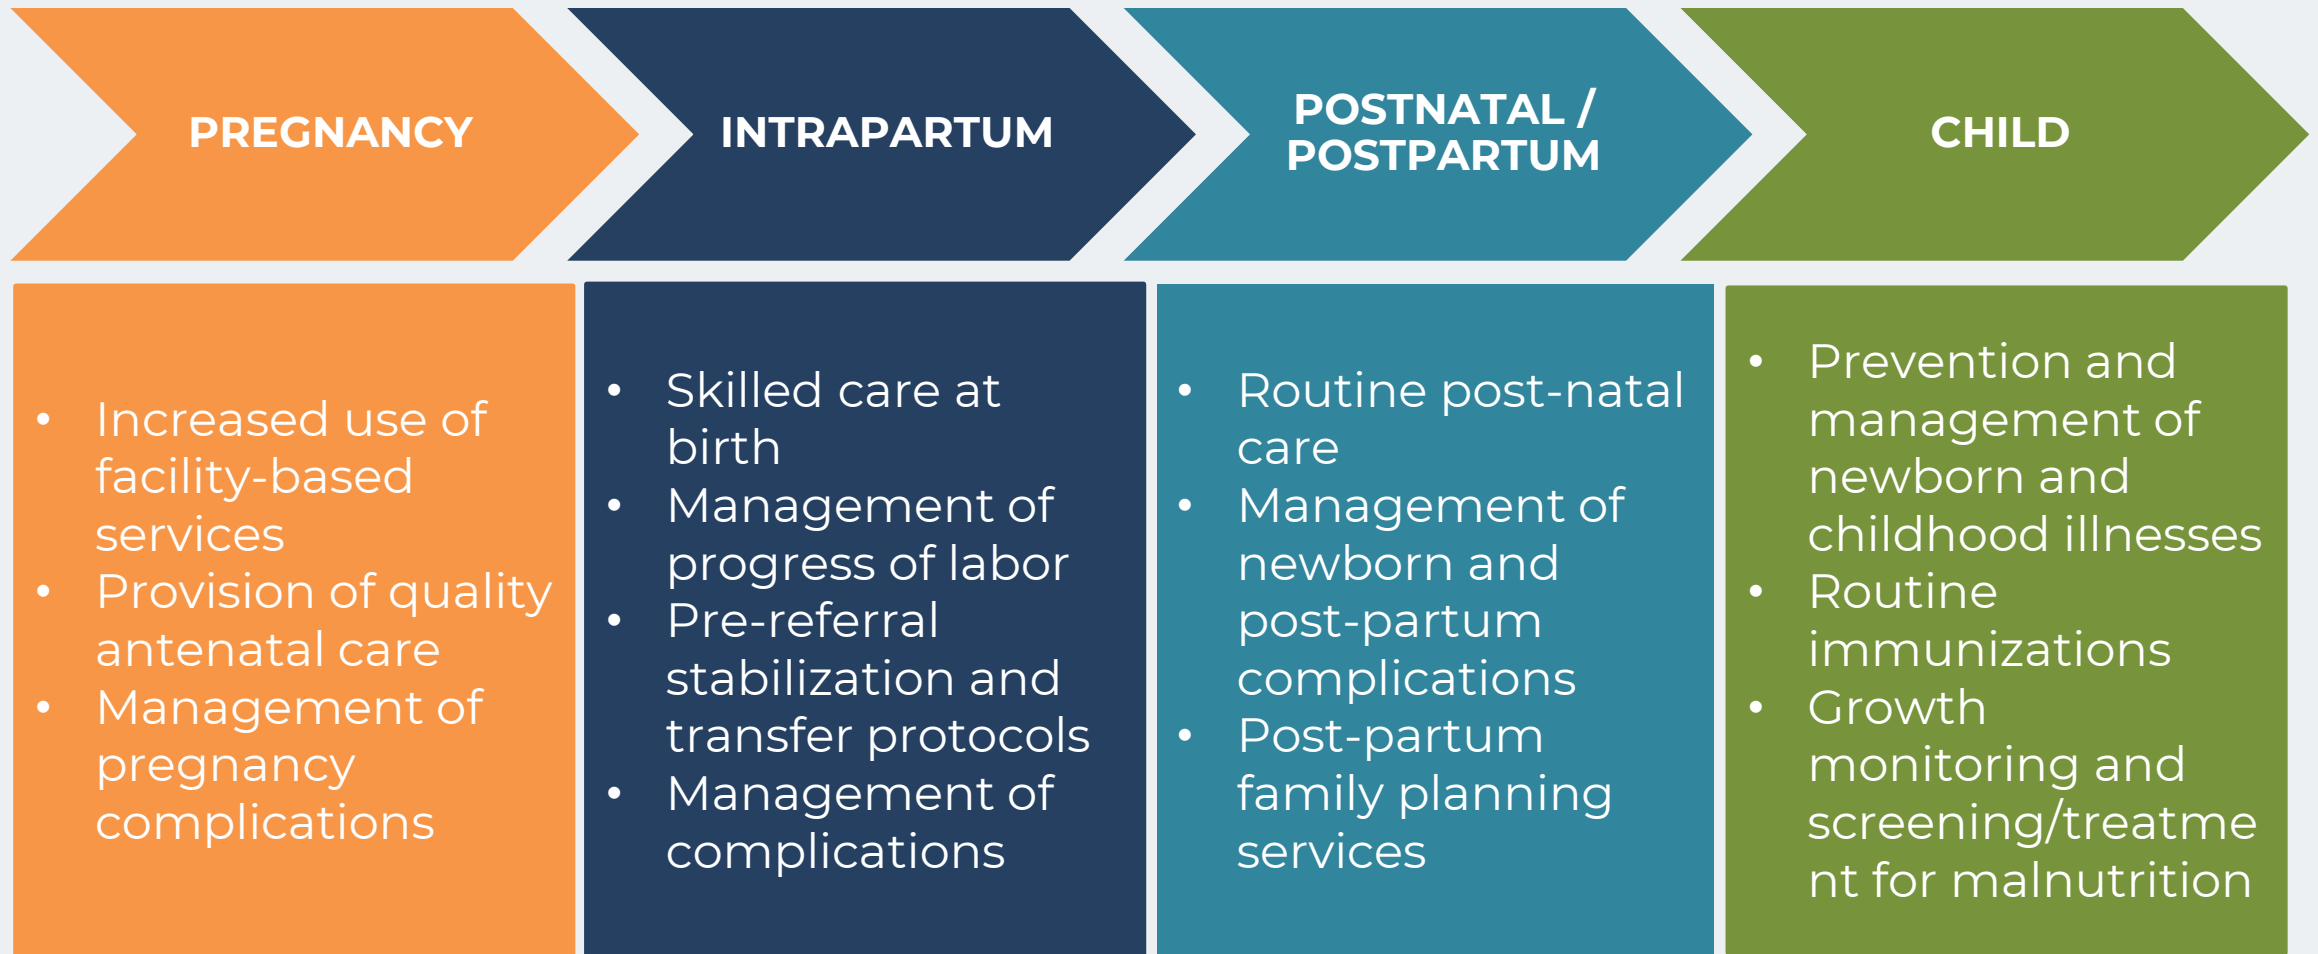 PREGNANCY
INTRAPARTUM
POSTNATAL /
POSTPARTUM
CHILD
• Increased use of
facility-based
services
• Provision of quality
antenatal care
• Management of
pregnancy
complications
• Skilled care at
birth
• Management of
progress of labor
• Pre-referral
stabilization and
transfer protocols
• Management of
complications
• Routine post-natal
care
• Management of
newborn and
post-partum
complications
• Post-partum
family planning
services
• Prevention and
management of
newborn and
childhood illnesses
• Routine
immunizations
• Growth
monitoring and
screening/treatme
nt for malnutrition